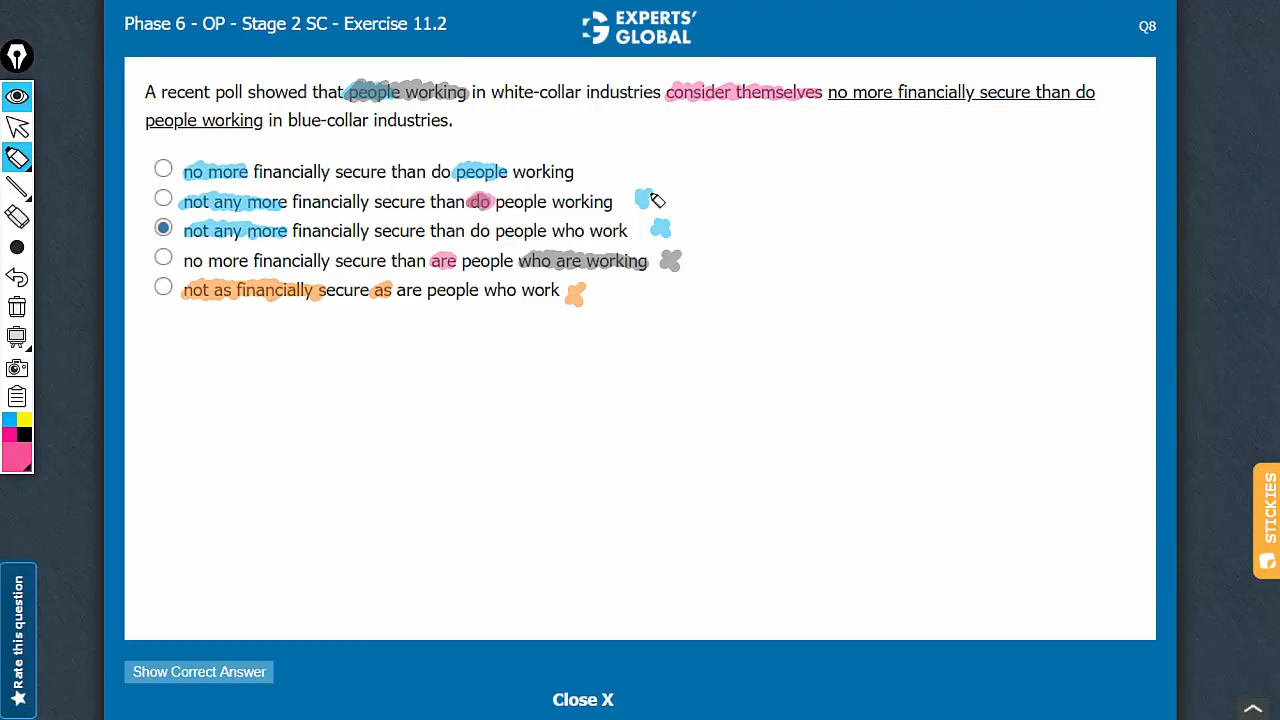 Phase 6 - OP - Stage 2 SC - Exercise 11.2
EXPERTS'
GLOBAL
Q8
A recent poll showed that people working in white-collar industries consider themselves no more financially secure than do
people working in blue-collar industries.
no more financially secure than do people working
not any more financially secure than do people working
not any more financially secure than do people who work
no more financially secure than are people who are working
not as financially secure as are people who work
STICKIES
Rate this question
Show Correct Answer
Close X